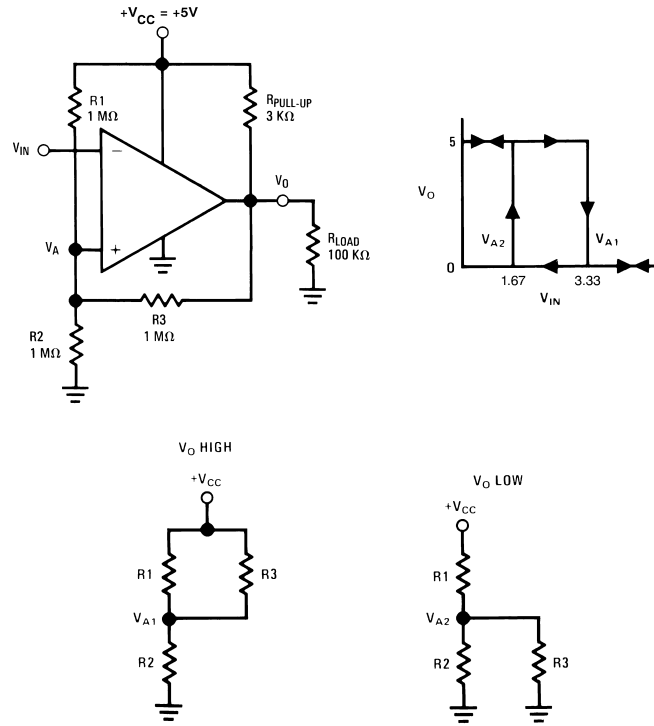 +VCC = +5V
R1
1 MΩ
RPULL-UP
3 KΩ
VIN
−
VO
VA
+
RLOAD
100 KΩ
R3
1 MΩ
R2
1 MΩ
5
VO
VA2
VA1
0
1.67
3.33
VIN
VO HIGH
+VCC
R1
R3
VA1
R2
VO LOW
+VCC
R1
VA2
R2
R3